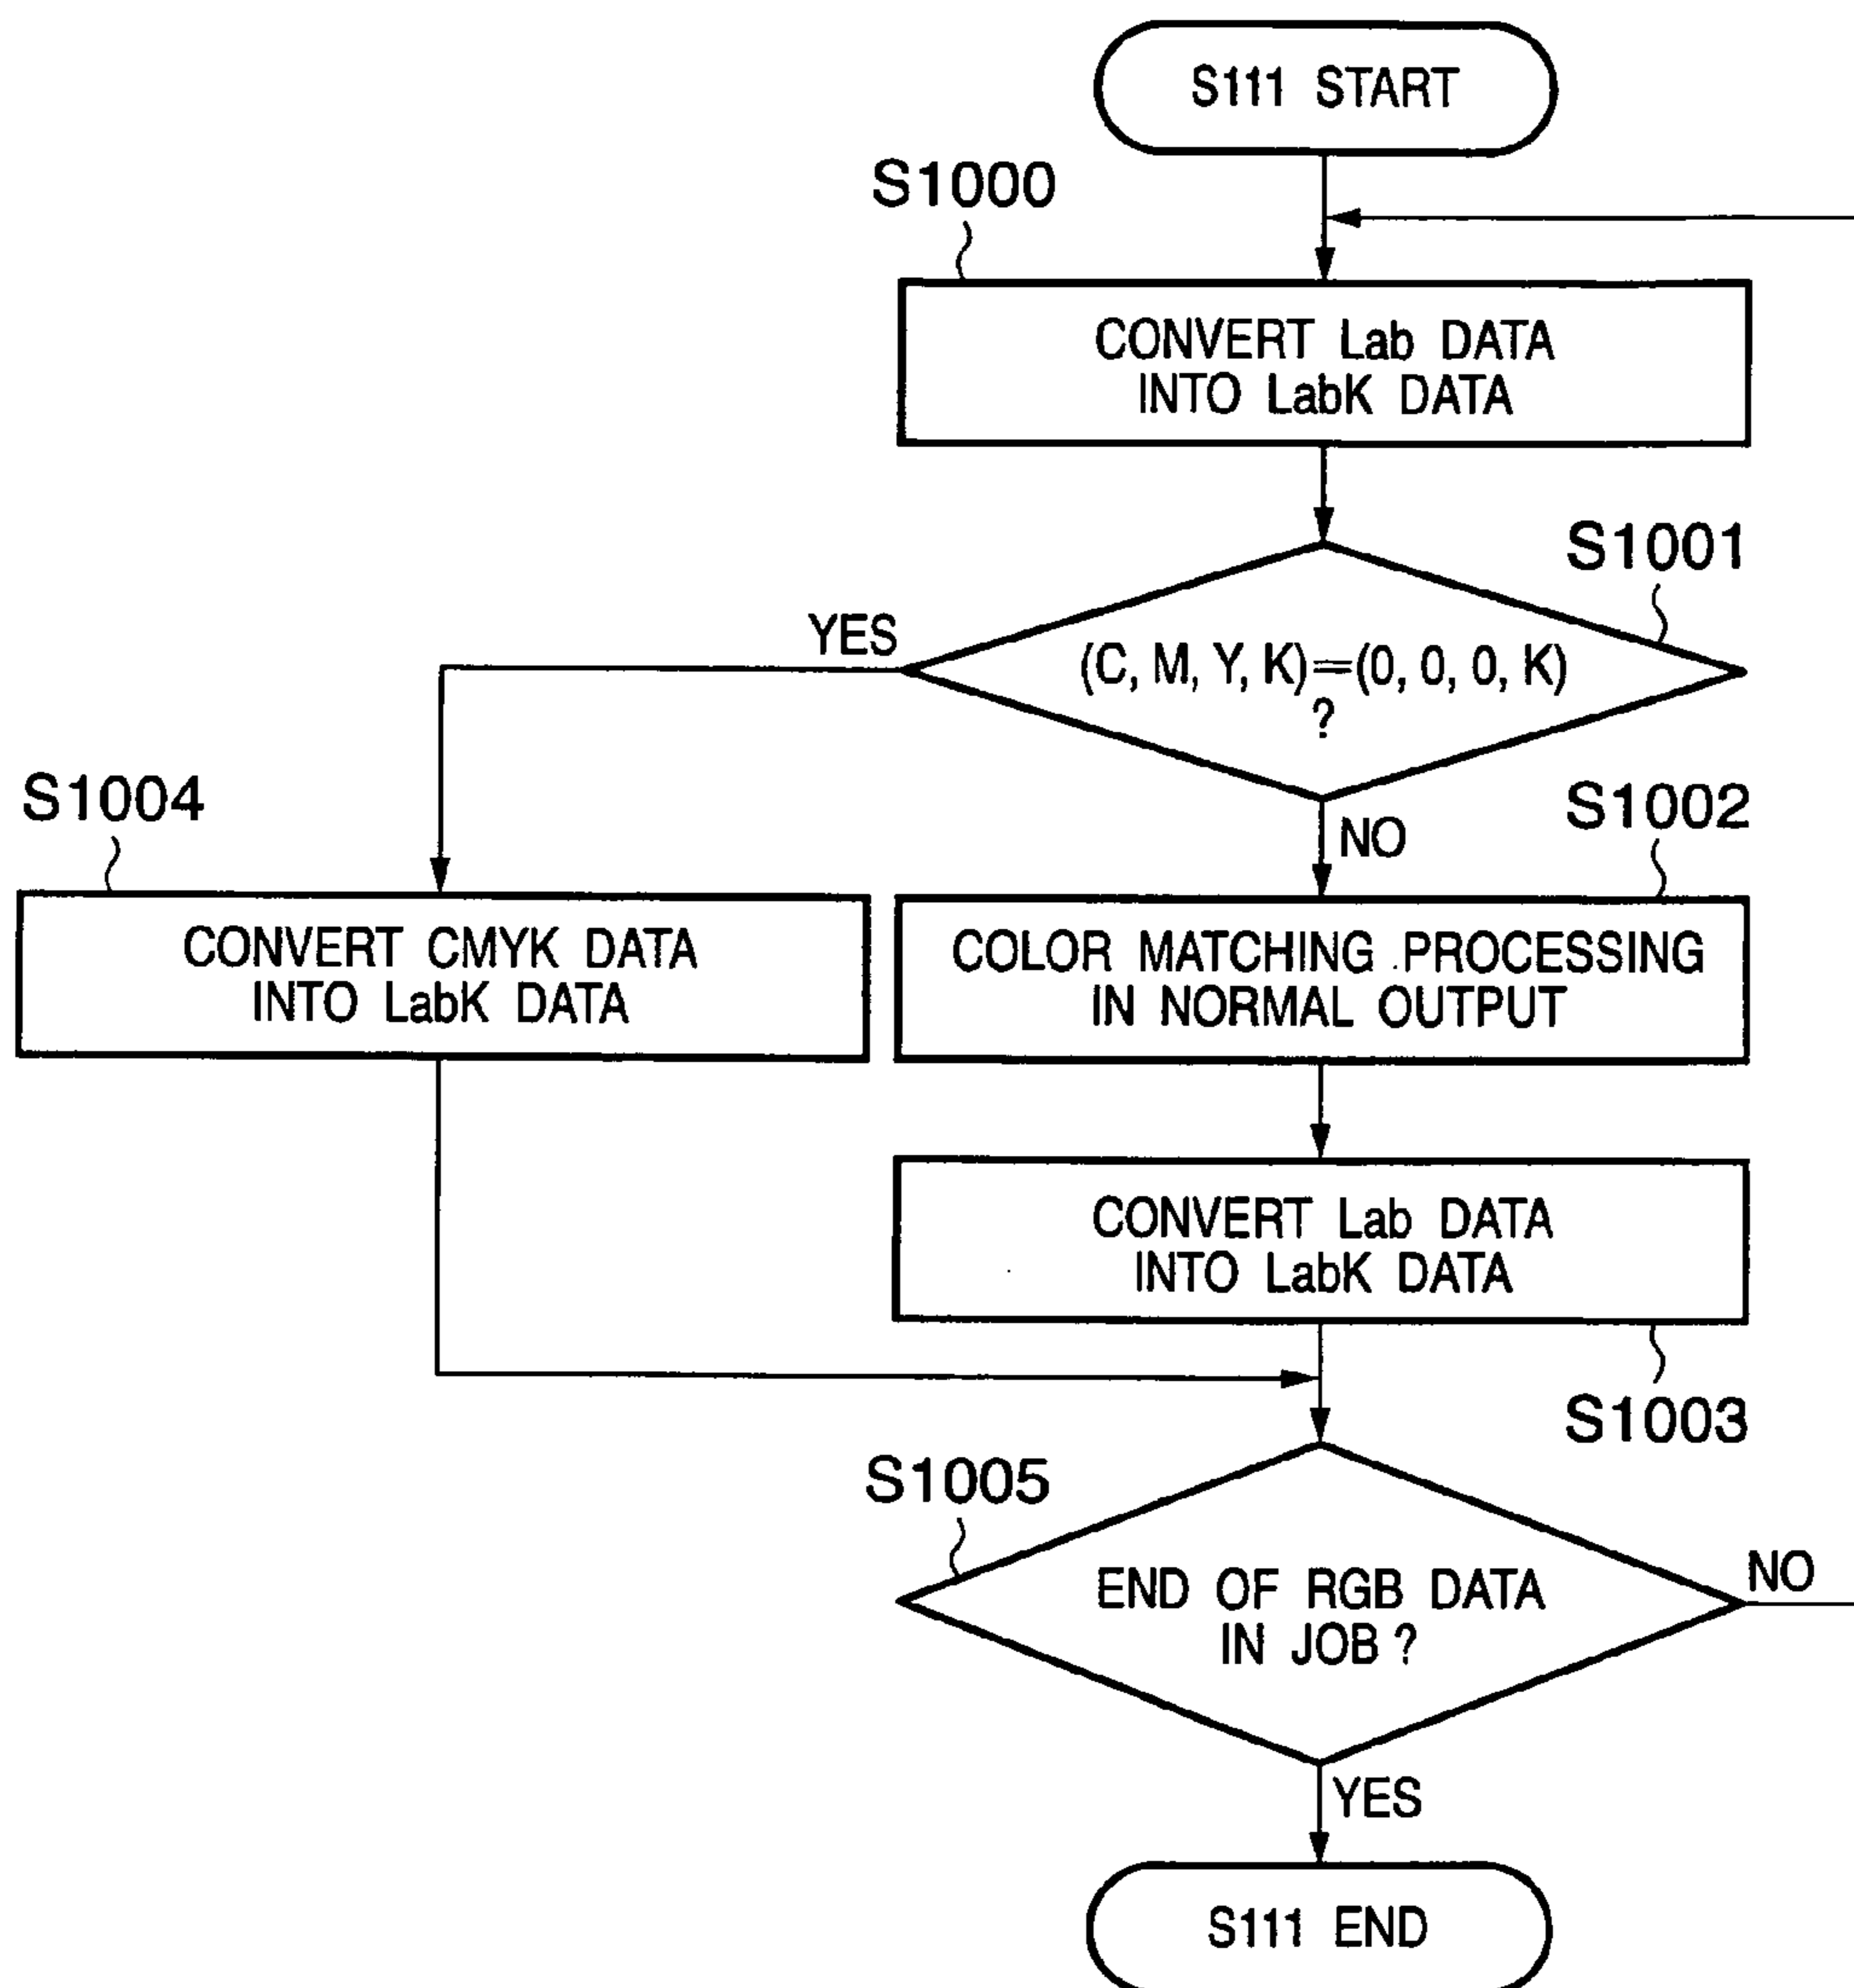 S111 START
S1000
CONVERT Lab DATA
INTO LabK DATA
S1001
YES
(C, M, Y, K)=(0, 0, 0, K)
?
S1004
S1002
NO
CONVERT CMYK DATA
INTO LabK DATA
COLOR MATCHING PROCESSING
IN NORMAL OUTPUT
CONVERT Lab DATA
INTO LabK DATA
S1003
S1005
END OF RGB DATA
IN JOB ?
NO
YES
S111 END